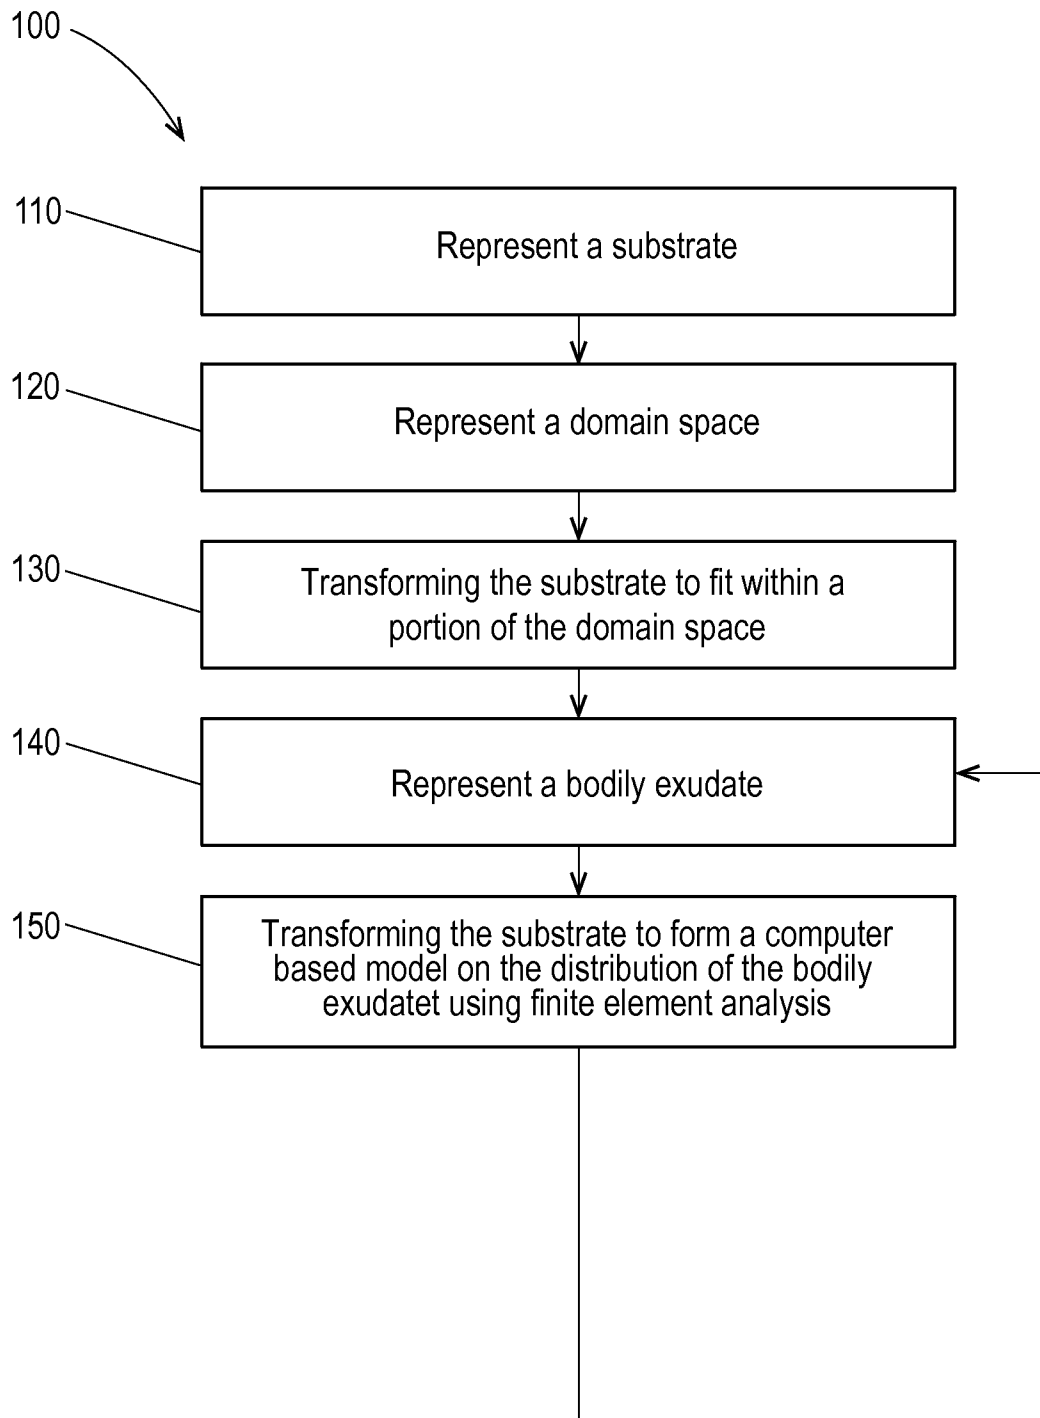 100
110
Represent a substrate
120
Represent a domain space
130
Transforming the substrate to fit within a
portion of the domain space
140
Represent a bodily exudate
150
Transforming the substrate to form a computer
based model on the distribution of the bodily
exudatet using finite element analysis